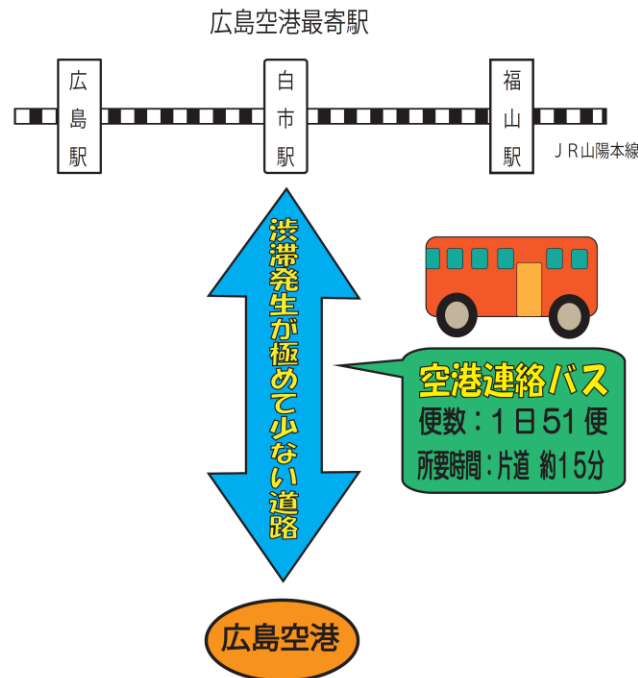 広島空港最寄駅
広島駅
白市駅
福山駅
ＪＲ山陽本線
渋滞発生が極めて少ない道路
空港連絡バス
便数：１日51便
所要時間：片道 約15分
広島空港